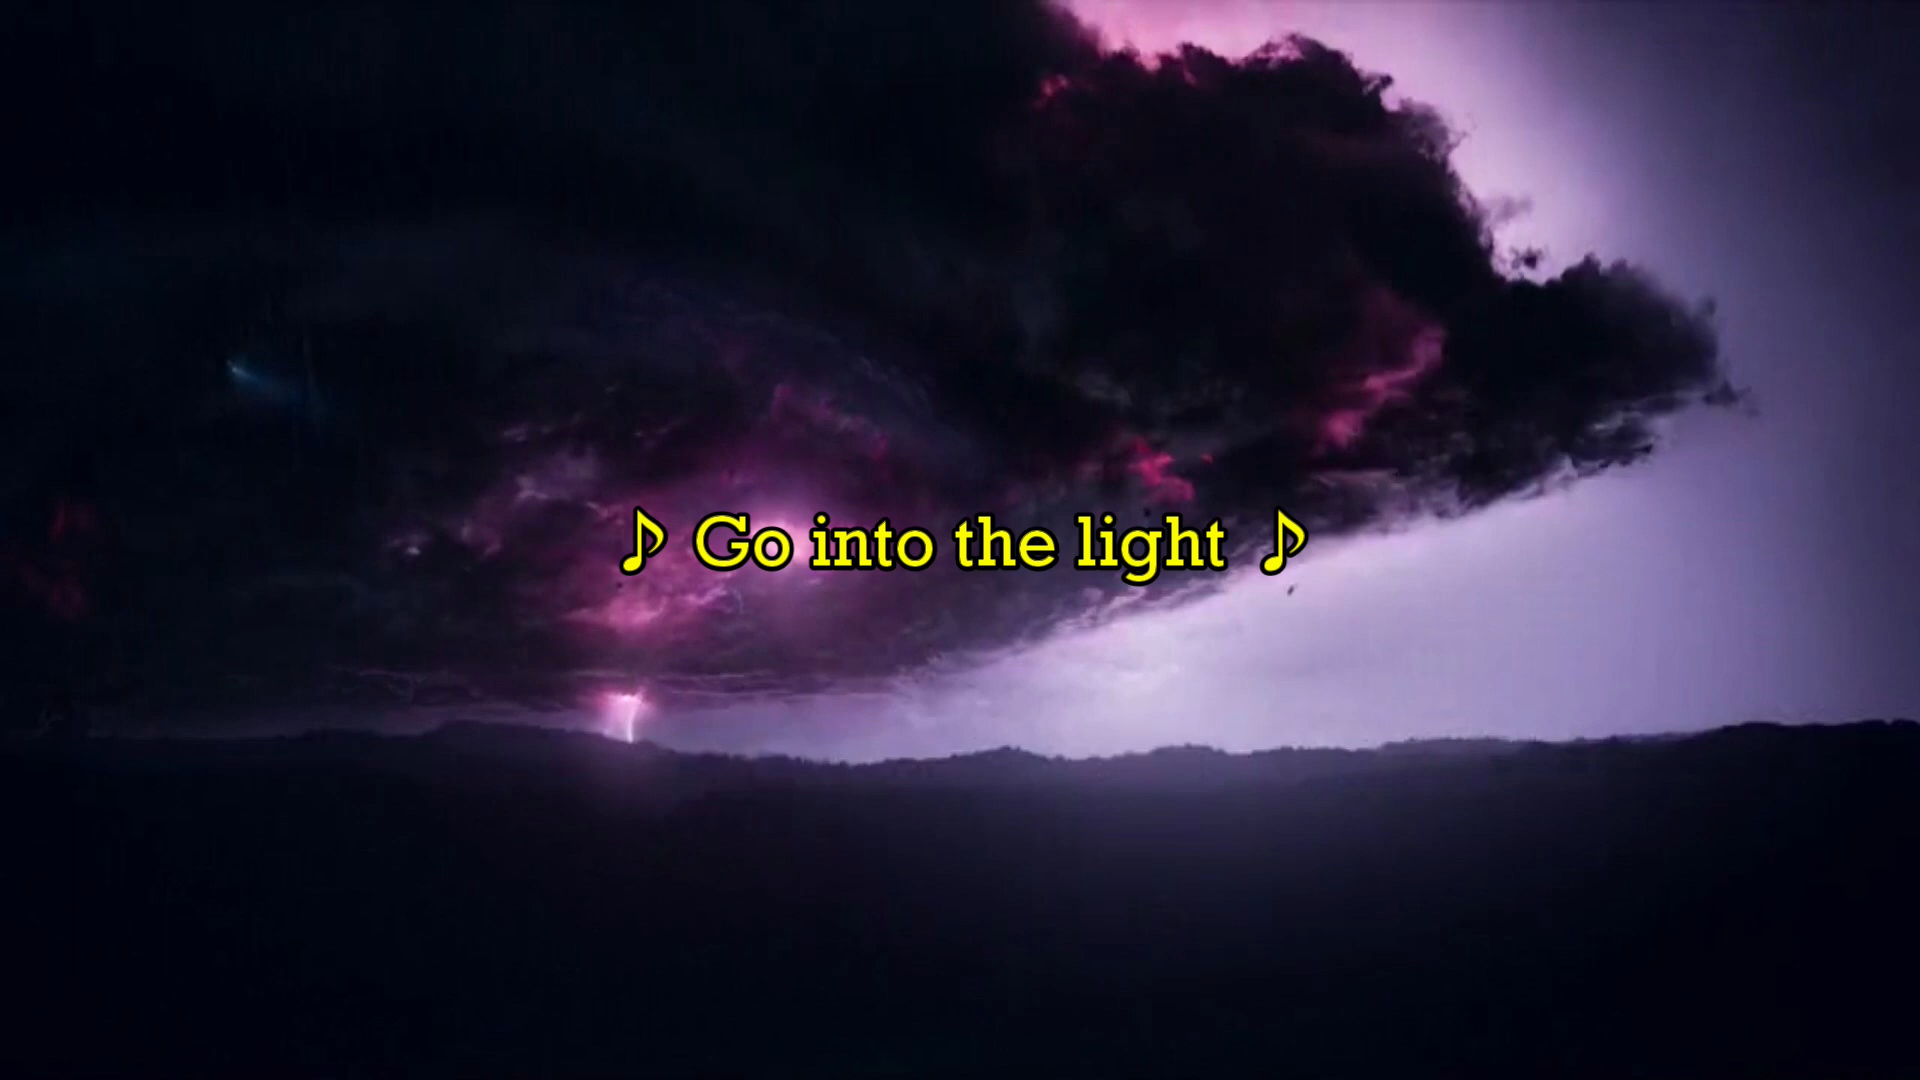 ♪ Go into the light ♪